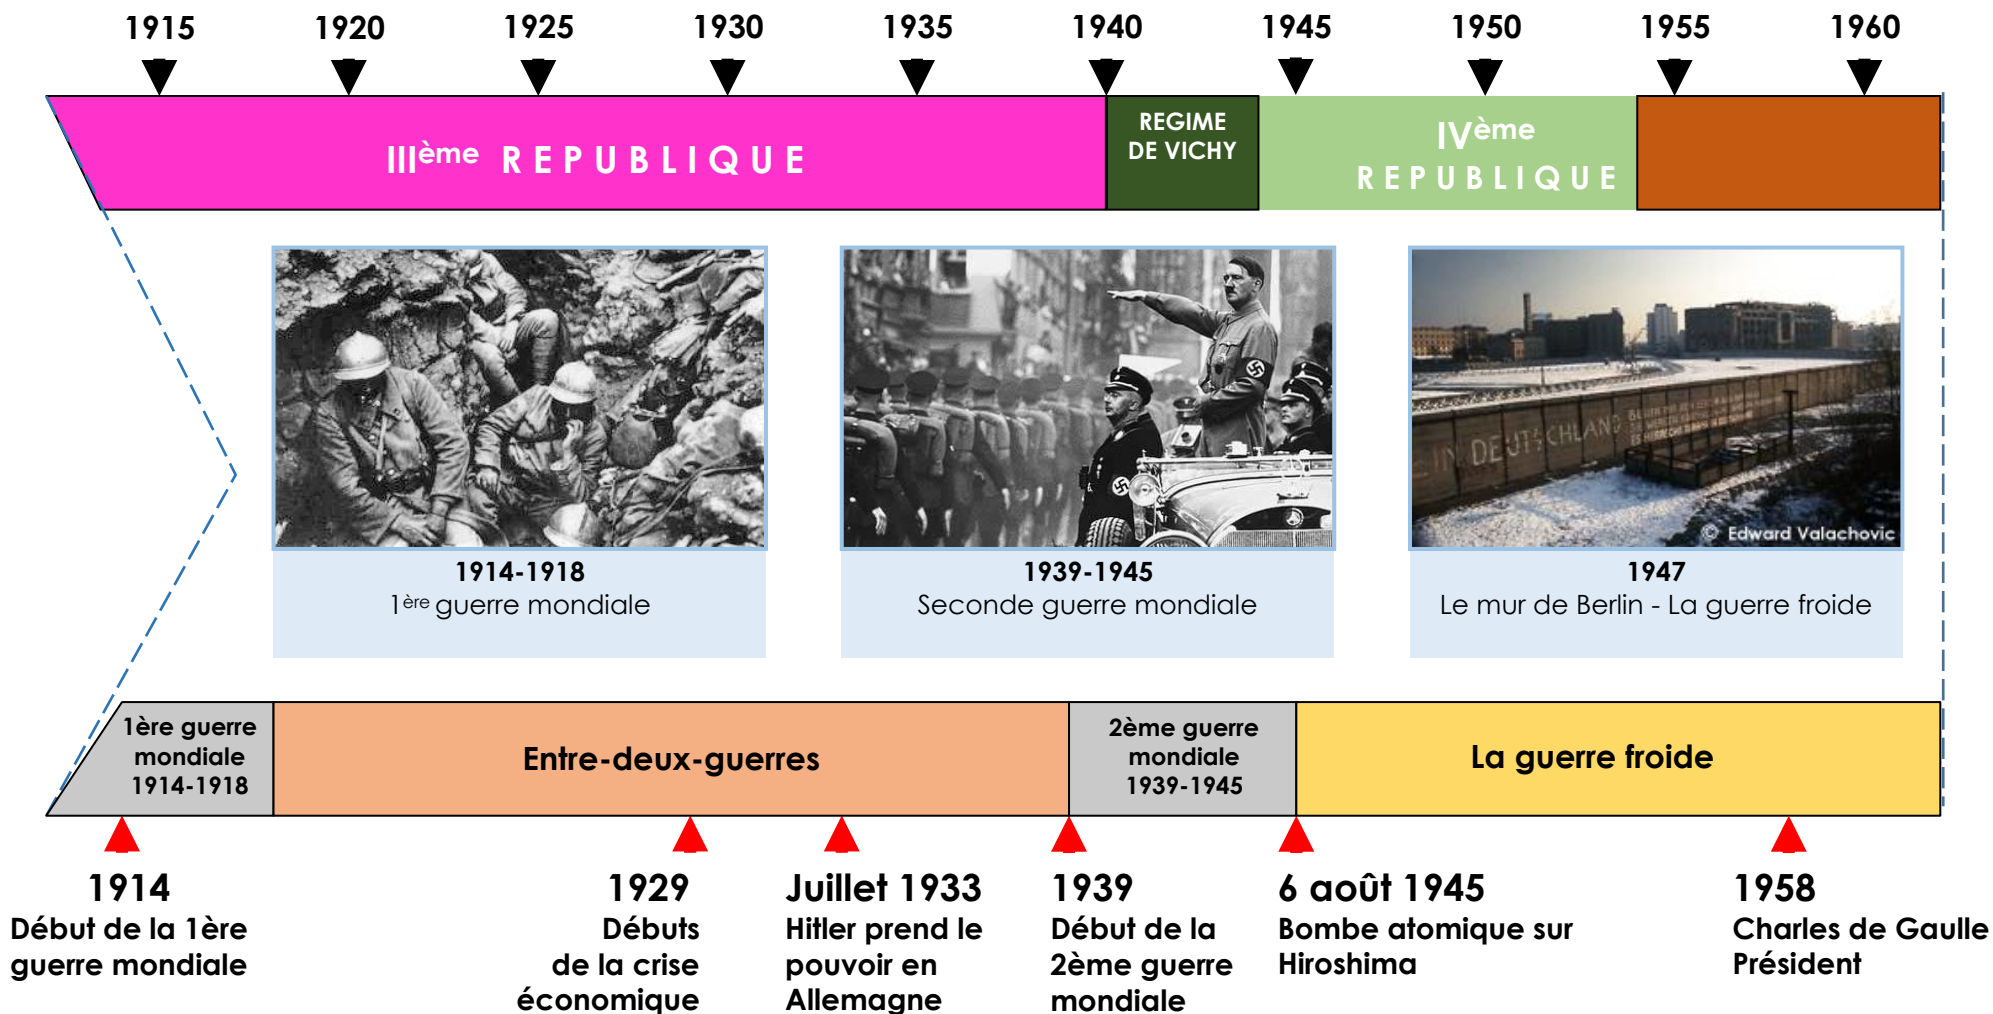 1915 1920 1925 1930 1935 1940 1945 1950 1955 1960
IIIème REPUBLIQUE
REGIME
DE VICHY
IVème
REPUBLIQUE
EIN DEUTSCHLAND
© Edward Valachovic
1914-1918
1ère guerre mondiale
1939-1945
Seconde guerre mondiale
1947
Le mur de Berlin - La guerre froide
1ère guerre
mondiale
1914-1918
Entre-deux-guerres
2ème guerre
mondiale
1939-1945
La guerre froide
1914
Début de la 1ère
guerre mondiale
1929
Débuts
de la crise
économique
Juillet 1933
Hitler prend le
pouvoir en
Allemagne
1939
Début de la
2ème guerre
mondiale
6 août 1945
Bombe atomique sur
Hiroshima
1958
Charles de Gaulle
Président